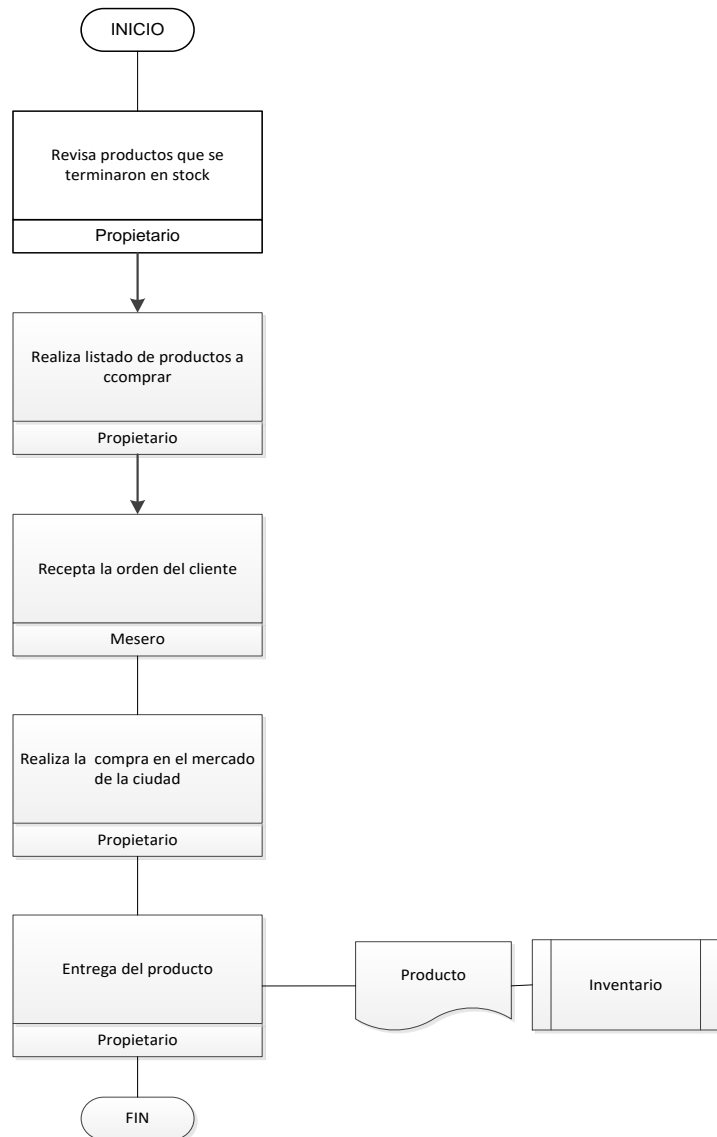 INICIO
Revisa productos que se
terminaron en stock
Propietario
Realiza listado de productos a
ccomprar
Propietario
Recepta la orden del cliente
Mesero
Realiza la  compra en el mercado
de la ciudad
Propietario
Entrega del producto
Propietario
Producto
Inventario
FIN